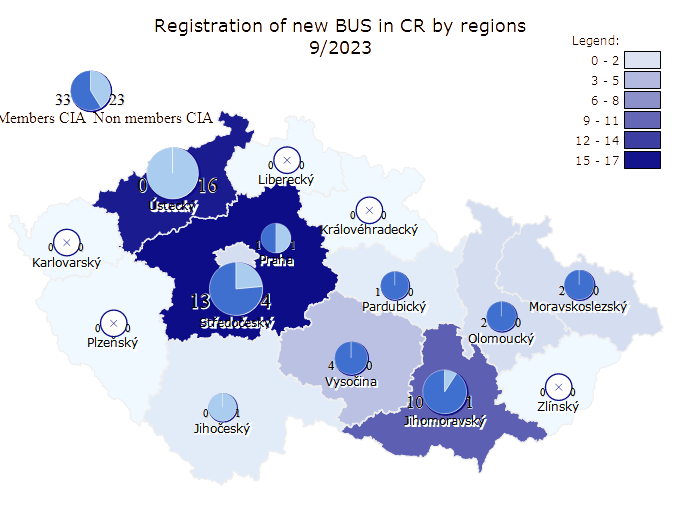 Registration of new BUS in CR by regions
9/2023
Legend:
0 - 2
3 - 5
6 - 8
9 - 11
12 - 14
15 - 17
33 23
Members CIA Non members CIA
0 16
Ústecký
0 0
Liberecký
0 0
Královéhradecký
0 0
Karlovarský
1 1
Praha
13 4
Středočeský
1 0
Pardubický
2 0
Moravskoslezský
2 0
Olomoucký
0 0
Plzeňský
4 0
Vysočina
10 1
Jihomoravský
0 0
Zlínský
0 1
Jihočeský